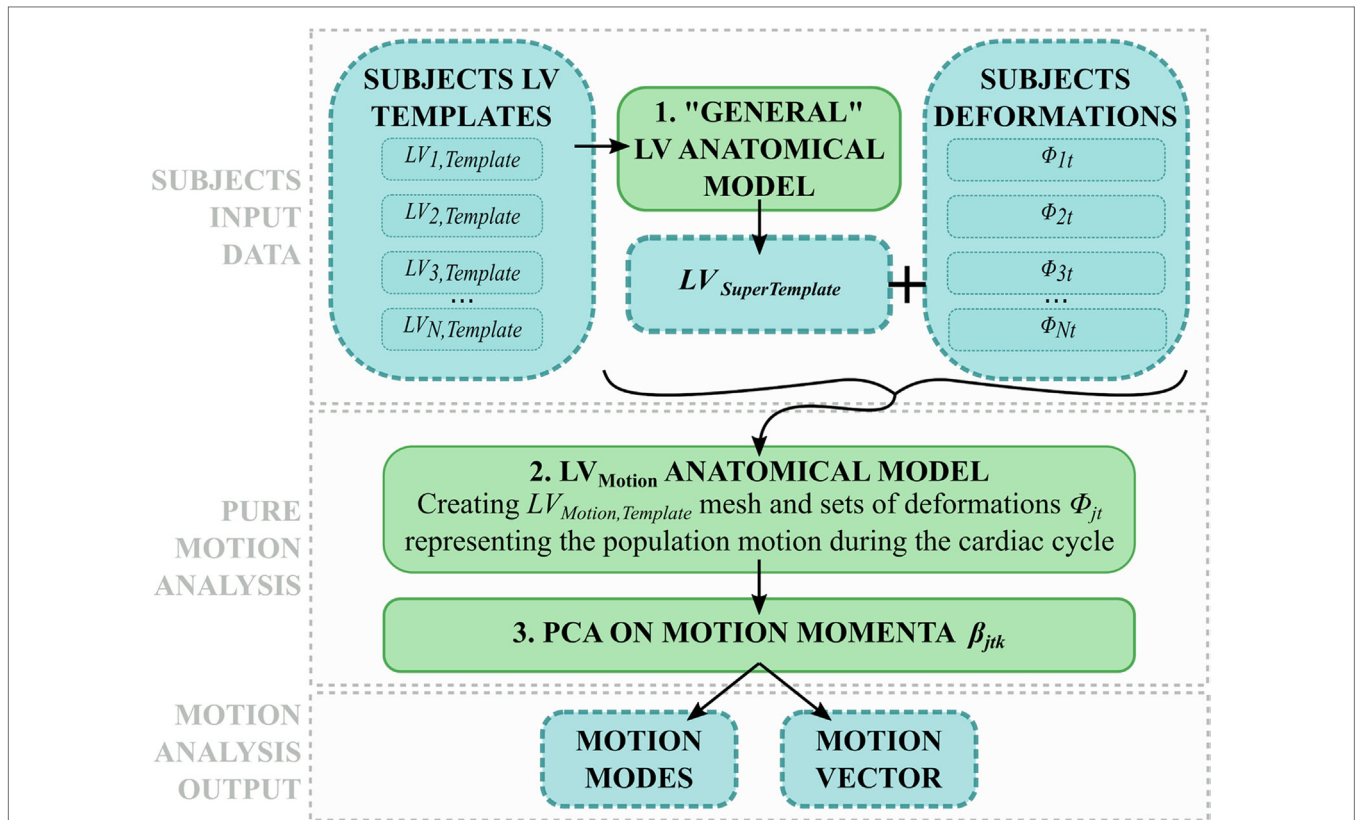 SUBJECTS
INPUT
DATA
SUBJECTS LV
TEMPLATES
LV1,Template
LV2,Template
LV3,Template
...
LVN,Template
1. "GENERAL"
LV ANATOMICAL
MODEL
LV SuperTemplate
+
SUBJECTS
DEFORMATIONS
Φ1t
Φ2t
Φ3t
...
ΦNt
PURE
MOTION
ANALYSIS
2. LVMotion ANATOMICAL MODEL
Creating LVMotion,Template mesh and sets of deformations Φjt
representing the population motion during the cardiac cycle
3. PCA ON MOTION MOMENTA βjtk
MOTION
ANALYSIS
OUTPUT
MOTION
MODES
MOTION
VECTOR